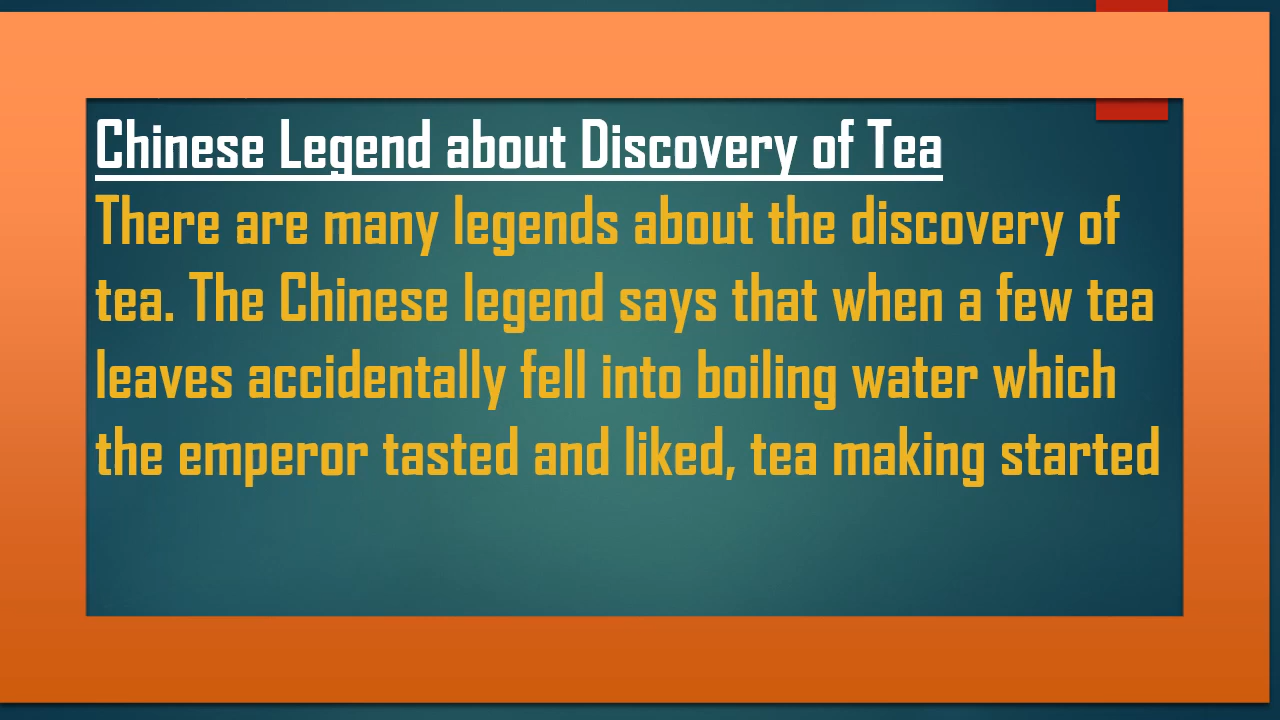 Chinese Legend about Discovery of Tea
There are many legends about the discovery of
tea. The Chinese legend says that when a few tea
leaves accidentally fell into boiling water which
the emperor tasted and liked, tea making started